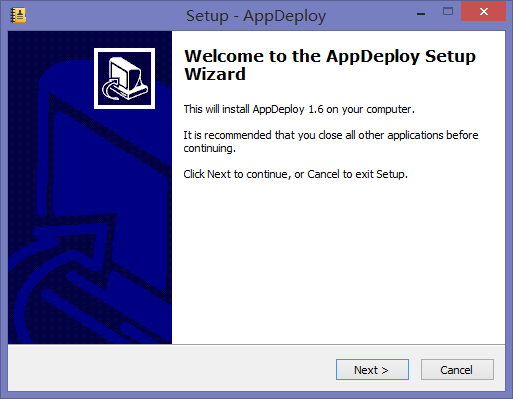 Setup - AppDeploy
Welcome to the AppDeploy Setup
Wizard
This will install AppDeploy 1.6 on your computer.
It is recommended that you close all other applications before
continuing.
Click Next to continue, or Cancel to exit Setup.
Next >
Cancel